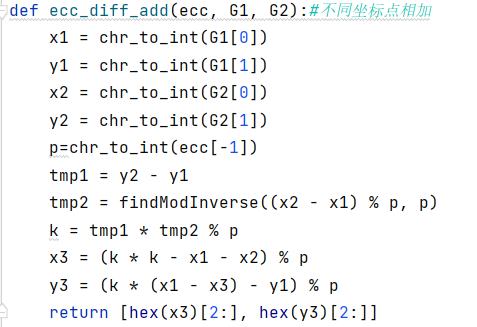 def ecc_diff_add(ecc, G1, G2):#不同坐标点相加
    x1 = chr_to_int(G1[0])
    y1 = chr_to_int(G1[1])
    x2 = chr_to_int(G2[0])
    y2 = chr_to_int(G2[1])
    p=chr_to_int(ecc[-1])
    tmp1 = y2 - y1
    tmp2 = findModInverse((x2 - x1) % p, p)
    k = tmp1 * tmp2 % p
    x3 = (k * k - x1 - x2) % p
    y3 = (k * (x1 - x3) - y1) % p
    return [hex(x3)[2:], hex(y3)[2:]]